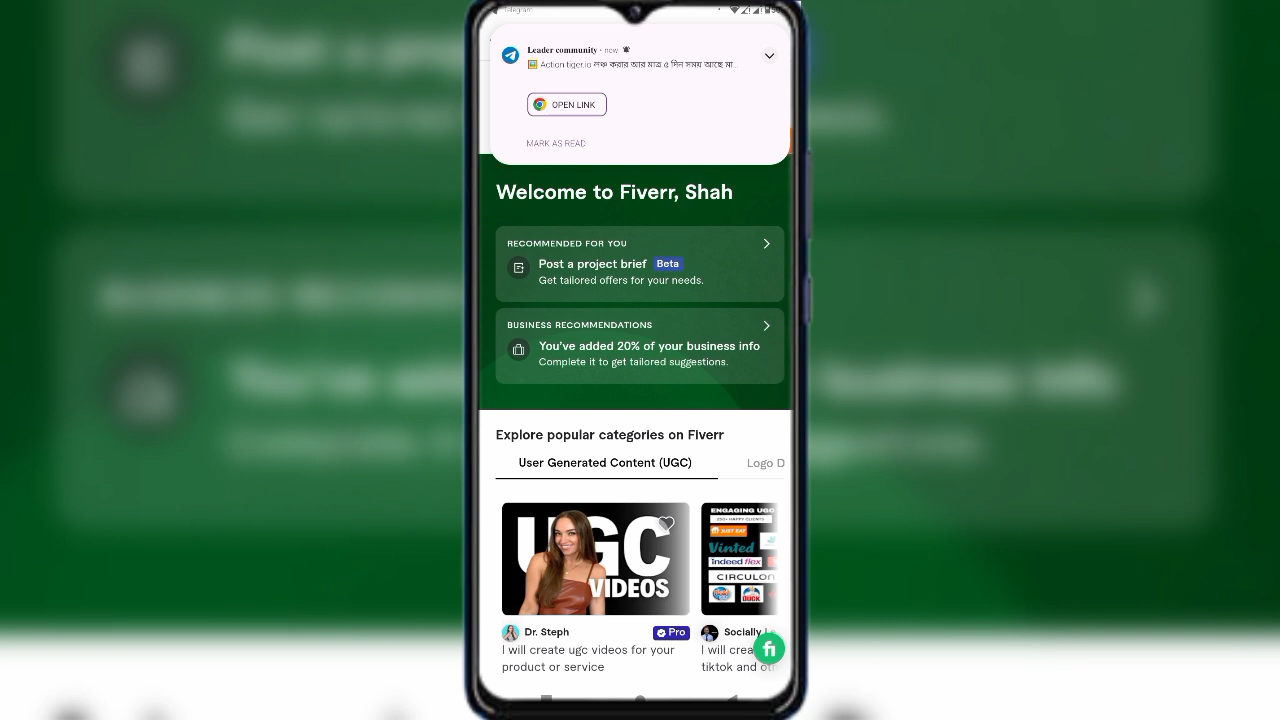 Telegram
Leader community • now
Action tiger.io লঞ্চ করার আর মাত্র ৫ দিন সময় আছে মা...
OPEN LINK
MARK AS READ
Welcome to Fiverr, Shah
RECOMMENDED FOR YOU
Post a project brief Beta
Get tailored offers for your needs.
BUSINESS RECOMMENDATIONS
You've added 20% of your business info
Complete it to get tailored suggestions.
Explore popular categories on Fiverr
User Generated Content (UGC) Logo D
UGC
VIDEOS
ENGAGING UGC
250+ HAPPY CLIENTS
JUST EAT
Vinted
indeed flex
CIRCULON
DUCK
Dr. Steph Pro
I will create ugc videos for your
product or service
Socially
I will crea
tiktok and ot
fi